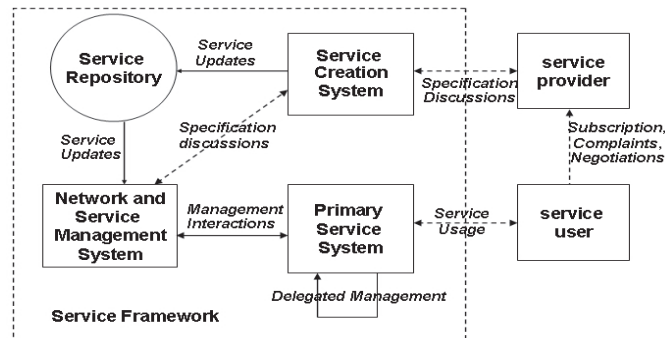 Service
Repository
Service
Updates
Service
Creation
System
Specification
Discussions
service
provider
Service
Updates
Specification
discussions
Subscription,
Complaints,
Negotiations
Network and
Service
Management
System
Management
Interactions
Primary
Service
System
Service
Usage
service
user
Delegated Management
Service Framework